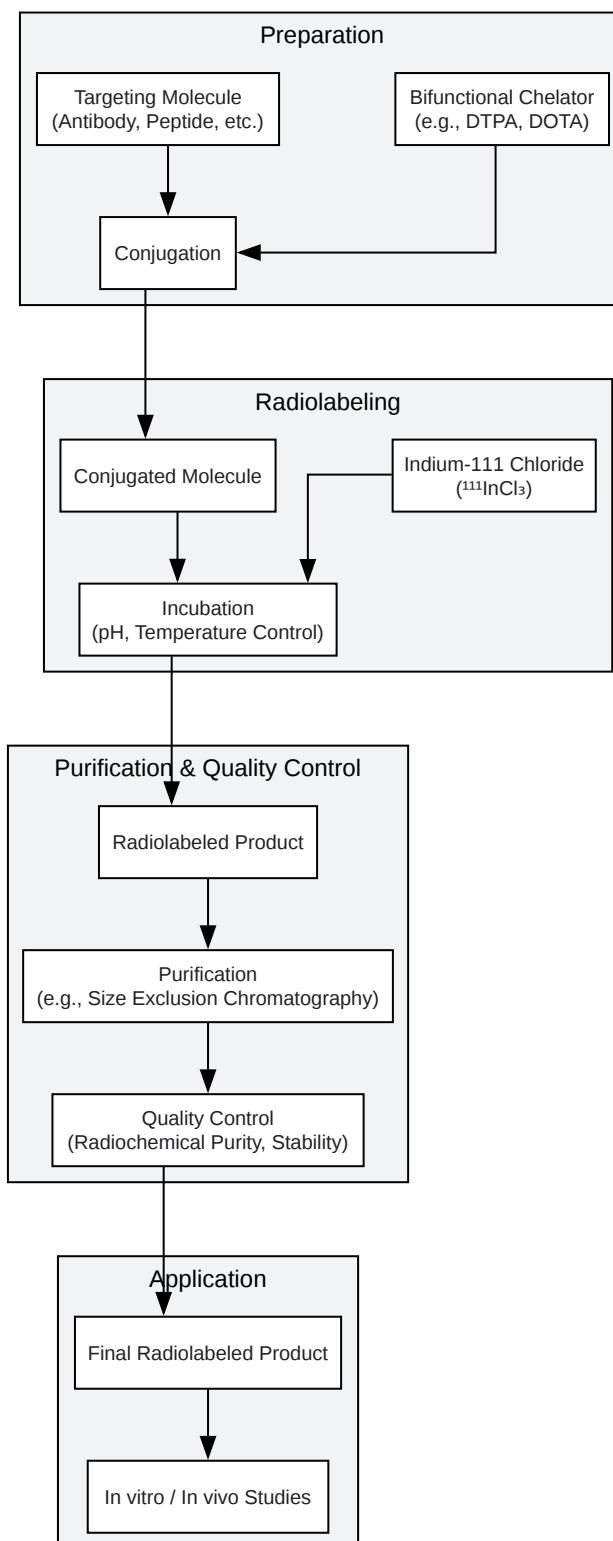 Preparation
Targeting Molecule
(Antibody, Peptide, etc.)
Bifunctional Chelator
(e.g., DTPA, DOTA)
Conjugation
Radiolabeling
Conjugated Molecule
Indium-111 Chloride
(¹¹¹InCl₃)
Incubation
(pH, Temperature Control)
Purification & Quality Control
Radiolabeled Product
Purification
(e.g., Size Exclusion Chromatography)
Quality Control
(Radiochemical Purity, Stability)
Application
Final Radiolabeled Product
In vitro / In vivo Studies